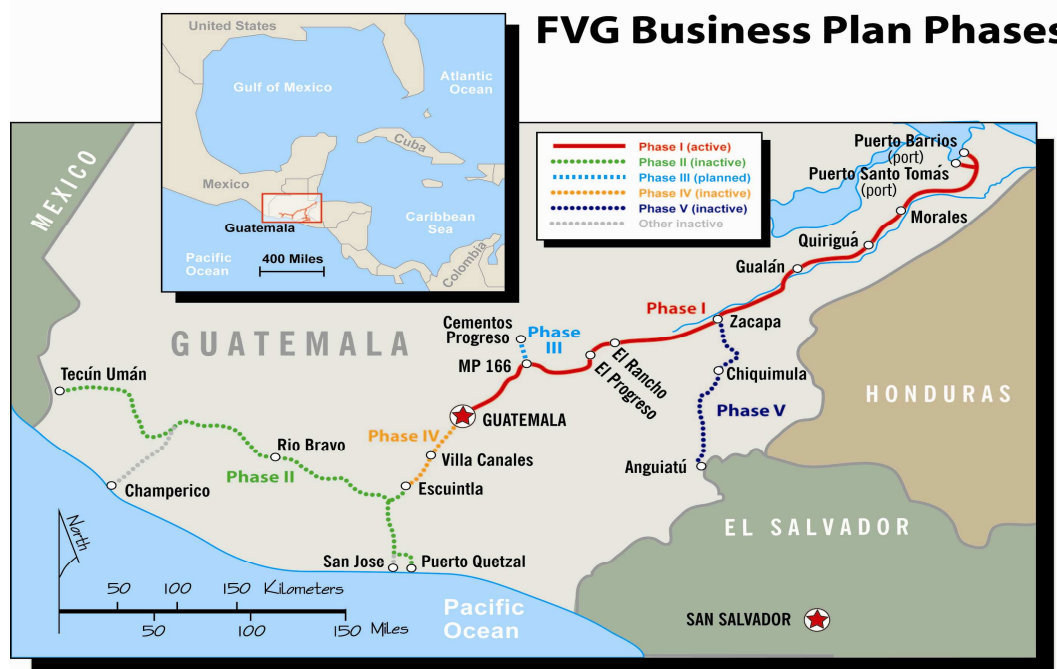 FVG Business Plan Phases
United States
Gulf of Mexico
Atlantic
Ocean
Cuba
Mexico
Caribbean
Sea
Guatemala
Pacific
Ocean
400 Miles
Colombia
Phase I (active)
Phase II (inactive)
Phase III (planned)
Phase IV (inactive)
Phase V (inactive)
Other inactive
MEXICO
Puerto Barrios
(port)
Puerto Santo Tomás
(port)
Morales
Quiriguá
Gualán
Phase I
Zacapa
Cementos
Progreso
Phase
III
GUATEMALA
MP 166
El Rancho
El Progreso
Tecún Umán
Chiquimula
HONDURAS
Phase V
GUATEMALA
Phase IV
Rio Bravo
Villa Canales
Anguiatú
Phase II
Champerico
Escuintla
North
EL SALVADOR
San Jose
Puerto Quetzal
50 100 150 Kilometers
50 100 150 Miles
Pacific
Ocean
SAN SALVADOR